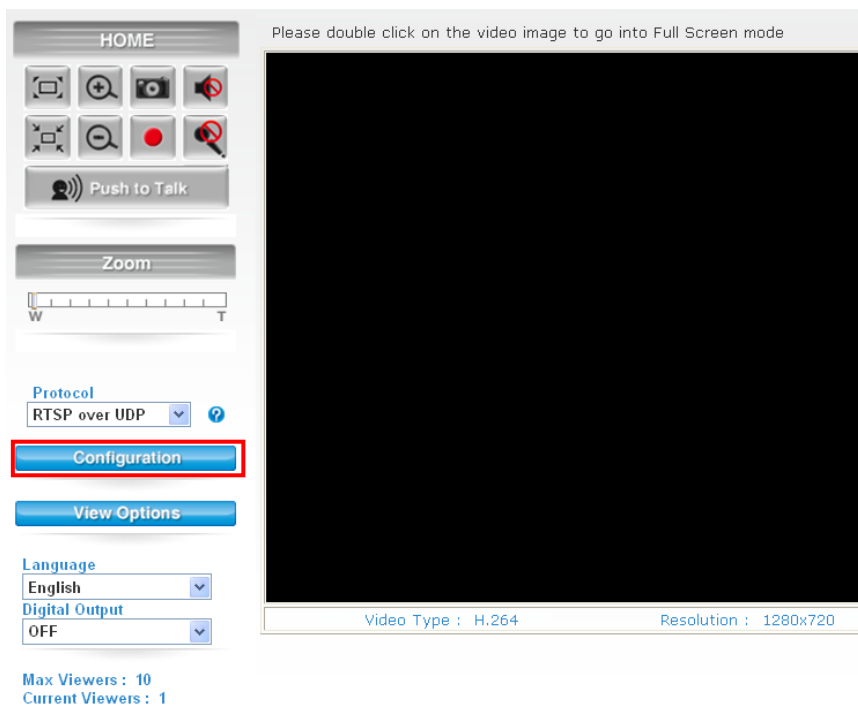 HOME
Push to Talk
Zoom
W T
Protocol
RTSP over UDP
?
Configuration
View Options
Language
English
Digital Output
OFF
Max Viewers : 10
Current Viewers : 1
Please double click on the video image to go into Full Screen mode
Video Type : H.264 Resolution : 1280x720